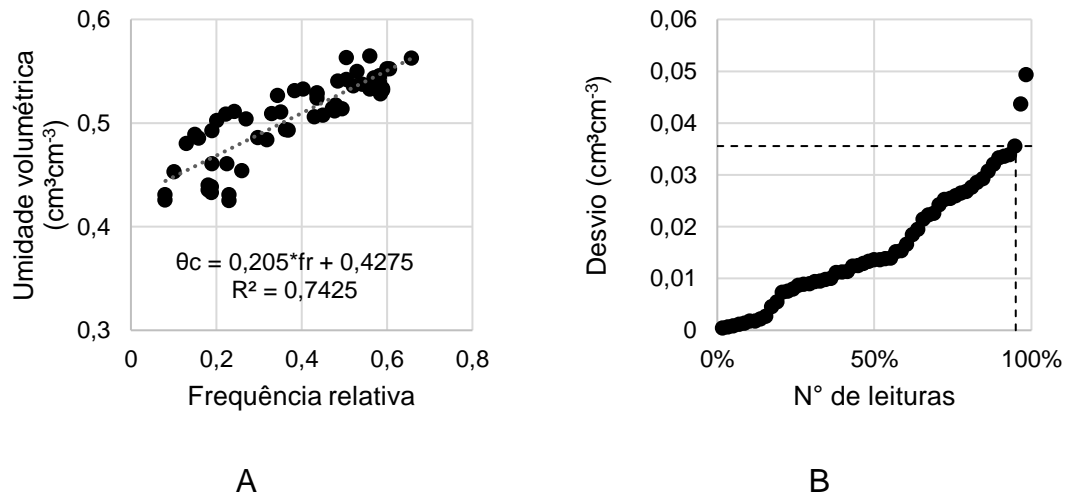 Umidade volumétrica
(cm³cm⁻³)
0,6
0,5
0,4
0,3
θc = 0,205*fr + 0,4275
R² = 0,7425
0
0,2
0,4
0,6
0,8
Frequência relativa
A
Desvio (cm³cm⁻³)
0,06
0,05
0,04
0,03
0,02
0,01
0
0%
50%
100%
N° de leituras
B